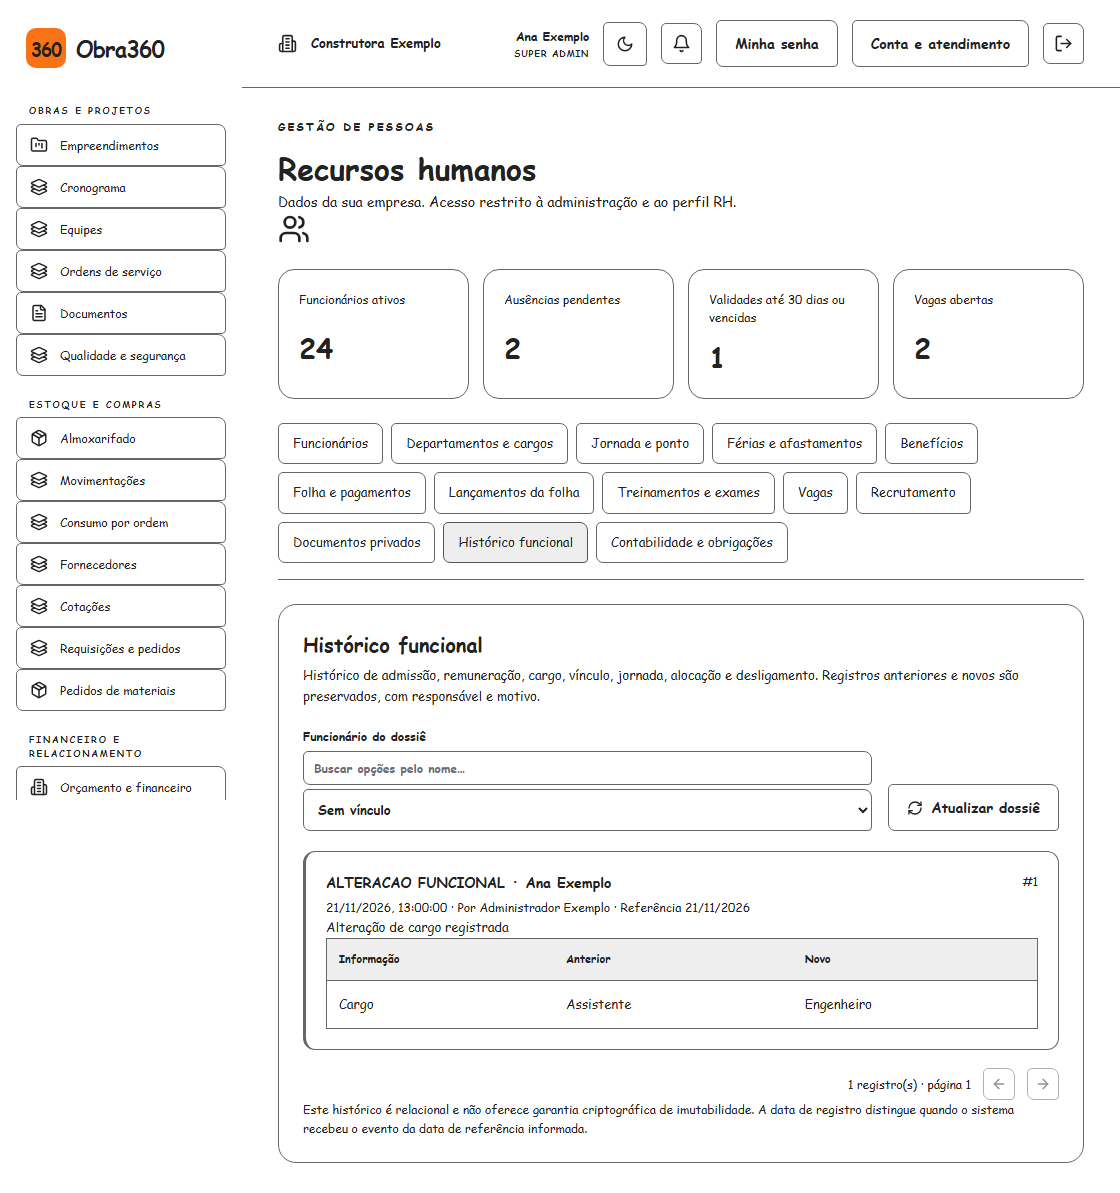 360 Obra360
OBRAS E PROJETOS
Empreendimentos
Cronograma
Equipes
Ordens de serviço
Documentos
Qualidade e segurança
ESTOQUE E COMPRAS
Almoxarifado
Movimentações
Consumo por ordem
Fornecedores
Cotações
Requisições e pedidos
Pedidos de materiais
FINANCEIRO E
RELACIONAMENTO
Orçamento e financeiro
Construtora Exemplo
Ana Exemplo
SUPER ADMIN
Minha senha
Conta e atendimento
GESTÃO DE PESSOAS
Recursos humanos
Dados da sua empresa. Acesso restrito à administração e ao perfil RH.
Funcionários ativos
24
Ausências pendentes
2
Validades até 30 dias ou
vencidas
1
Vagas abertas
2
Funcionários
Departamentos e cargos
Jornada e ponto
Férias e afastamentos
Benefícios
Folha e pagamentos
Lançamentos da folha
Treinamentos e exames
Vagas
Recrutamento
Documentos privados
Histórico funcional
Contabilidade e obrigações
Histórico funcional
Histórico de admissão, remuneração, cargo, vínculo, jornada, alocação e desligamento. Registros anteriores e novos são
preservados, com responsável e motivo.
Funcionário do dossiê
Buscar opções pelo nome…
Sem vínculo
Atualizar dossiê
ALTERACAO FUNCIONAL · Ana Exemplo
#1
21/11/2026, 13:00:00 · Por Administrador Exemplo · Referência 21/11/2026
Alteração de cargo registrada
Informação Anterior Novo
Cargo Assistente Engenheiro
1 registro(s) · página 1
Este histórico é relacional e não oferece garantia criptográfica de imutabilidade. A data de registro distingue quando o sistema
recebeu o evento da data de referência informada.